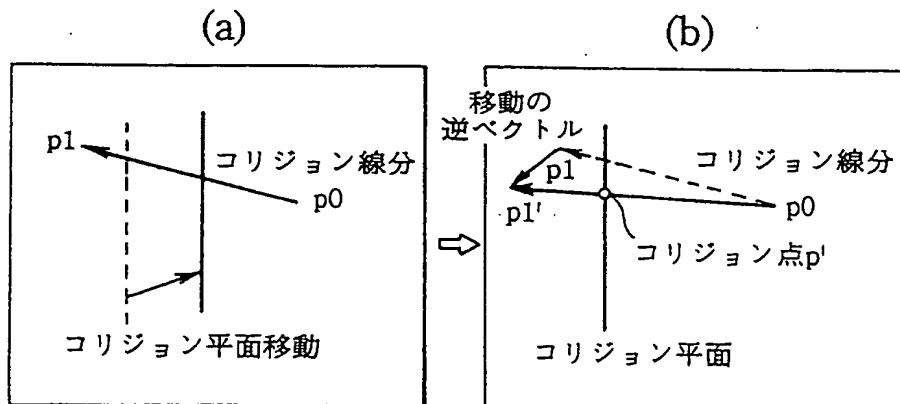 (a)
p1
コリジョン線分
p0
コリジョン平面移動
(b)
移動の
逆ベクトル
コリジョン線分
p1
p0
p1'
コリジョン点p'
コリジョン平面